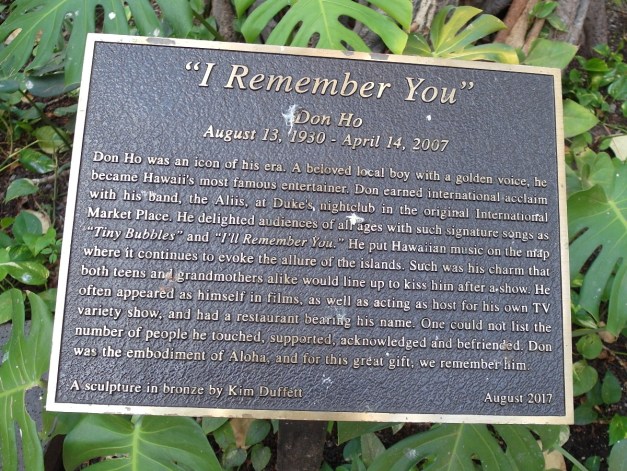 “I Remember You”
Don Ho
August 13, 1930 - April 14, 2007
Don Ho was an icon of his era. A beloved local boy with a golden voice, he
became Hawaii's most famous entertainer. Don earned international acclaim
with his band, the Aliis, at Duke's nightclub in the original International
Market Place. He delighted audiences of all ages with such signature songs as
“Tiny Bubbles” and “I'll Remember You.” He put Hawaiian music on the map
where it continues to evoke the allure of the islands. Such was his charm that
both teens and grandmothers alike would line up to kiss him after a show. He
often appeared as himself in films, as well as acting as host for his own TV
variety show, and had a restaurant bearing his name. One could not list the
number of people he touched, supported, acknowledged and befriended. Don
was the embodiment of Aloha, and for this great gift, we remember him.
A sculpture in bronze by Kim Duffett
August 2017